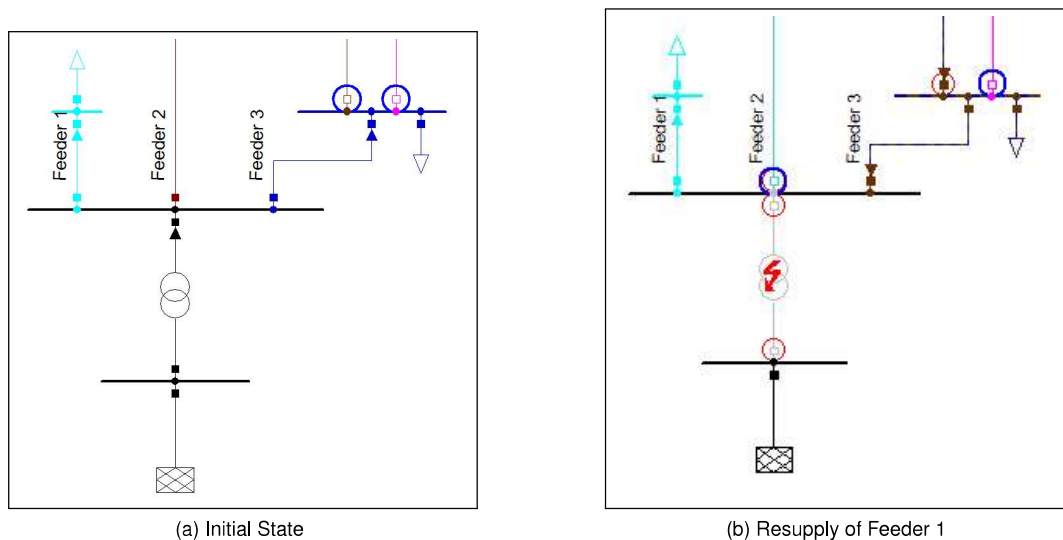 Feeder 1
Feeder 2
Feeder 3
Feeder 1
Feeder 2
Feeder 3
(a) Initial State
(b) Resupply of Feeder 1